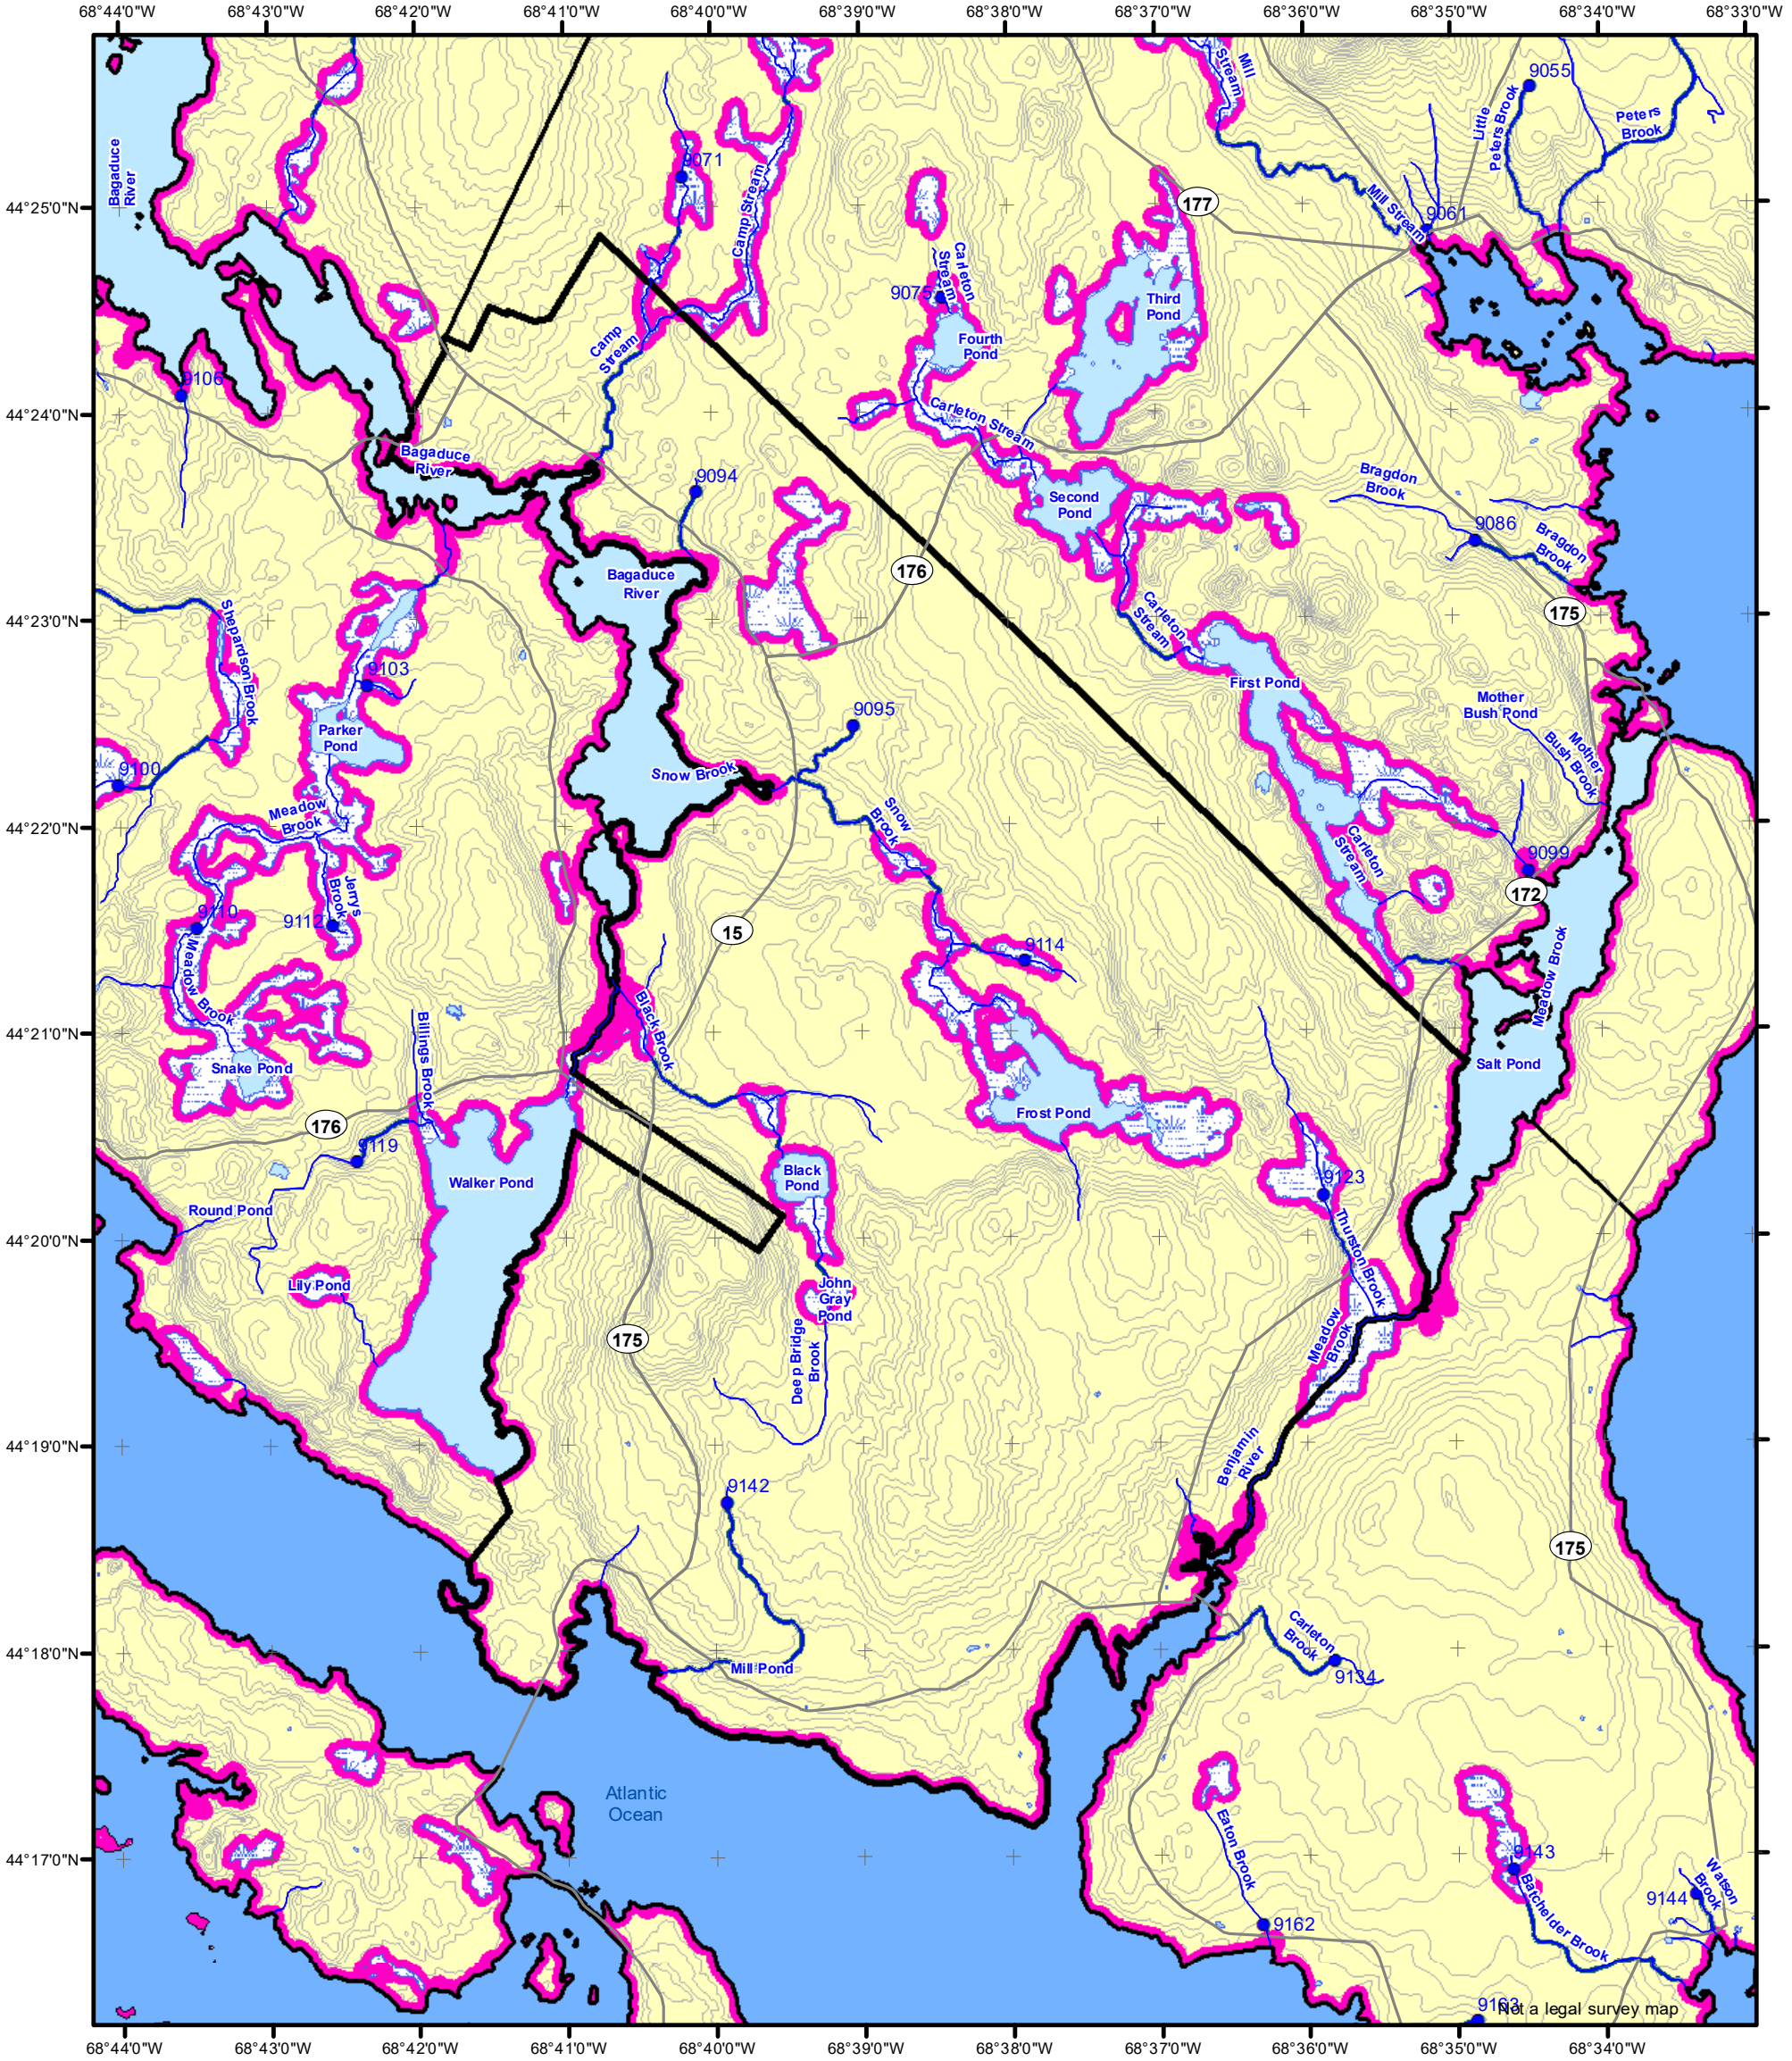 68°44'0"W 68°43'0"W 68°42'0"W 68°41'0"W 68°40'0"W 68°39'0"W 68°38'0"W 68°37'0"W 68°36'0"W 68°35'0"W 68°34'0"W 68°33'0"W
Mill
Stream
9055
Little
Peters Brook
Peters
Brook
Bagaduce
River
9071
Camp Stream
44°25'0"N
177
Mill Stream
9061
Carleton
Stream
9075
Third
Pond
Fourth
Pond
Camp
Stream
9106
44°24'0"N
Carleton Stream
Bagaduce
River
9094
Second
Pond
Bragdon
Brook
9086
Bragdon
Brook
176
Bagaduce
River
175
44°23'0"N
Shepardson Brook
Carleton
Stream
9103
First Pond
Mother
Bush Pond
9095
Parker
Pond
Mother
Bush Brook
9100
Snow Brook
Meadow
Brook
Snow
Brook
44°22'0"N
Carleton
Stream
9099
172
Jerrys
Brook
9110
9112
15
9114
Meadow Brook
Meadow Brook
Black Brook
Billings Brook
44°21'0"N
Snake Pond
Salt Pond
Frost Pond
176
9119
Black
Pond
Walker Pond
9123
Round Pond
Thurston Brook
44°20'0"N
Lily Pond
John
Gray
Pond
175
Deep Bridge
Brook
Meadow
Brook
44°19'0"N
Benjamin
River
9142
175
Carleton
Brook
44°18'0"N
Mill Pond
9134
Atlantic
Ocean
Eaton Brook
44°17'0"N
9143
Watson
Brook
9144
Batchelder Brook
9162
9163
Not a legal survey map
68°44'0"W 68°43'0"W 68°42'0"W 68°41'0"W 68°40'0"W 68°39'0"W 68°38'0"W 68°37'0"W 68°36'0"W 68°35'0"W 68°34'0"W